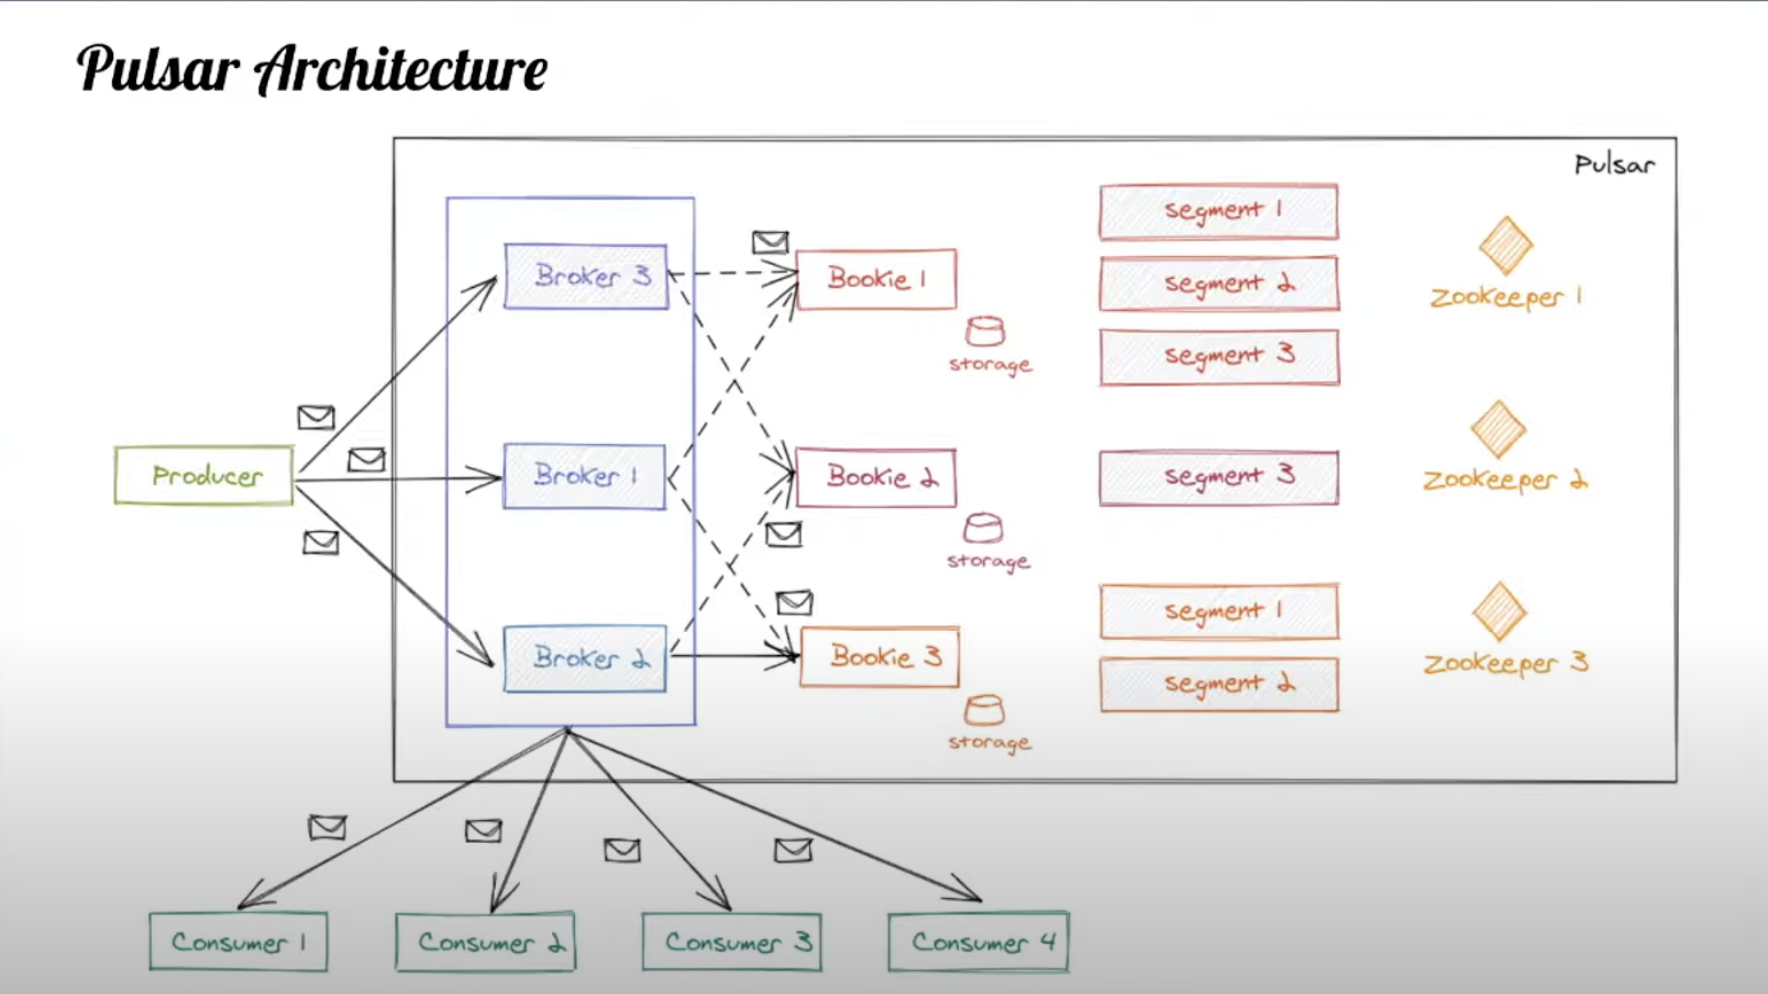 Pulsar Architecture
Pulsar
Broker 3
Bookie 1
storage
segment 1
segment 2
segment 3
Zookeeper 1
Producer
Broker 1
Bookie 2
storage
segment 3
Zookeeper 2
Broker 2
Bookie 3
storage
segment 1
segment 2
Zookeeper 3
Consumer 1
Consumer 2
Consumer 3
Consumer 4